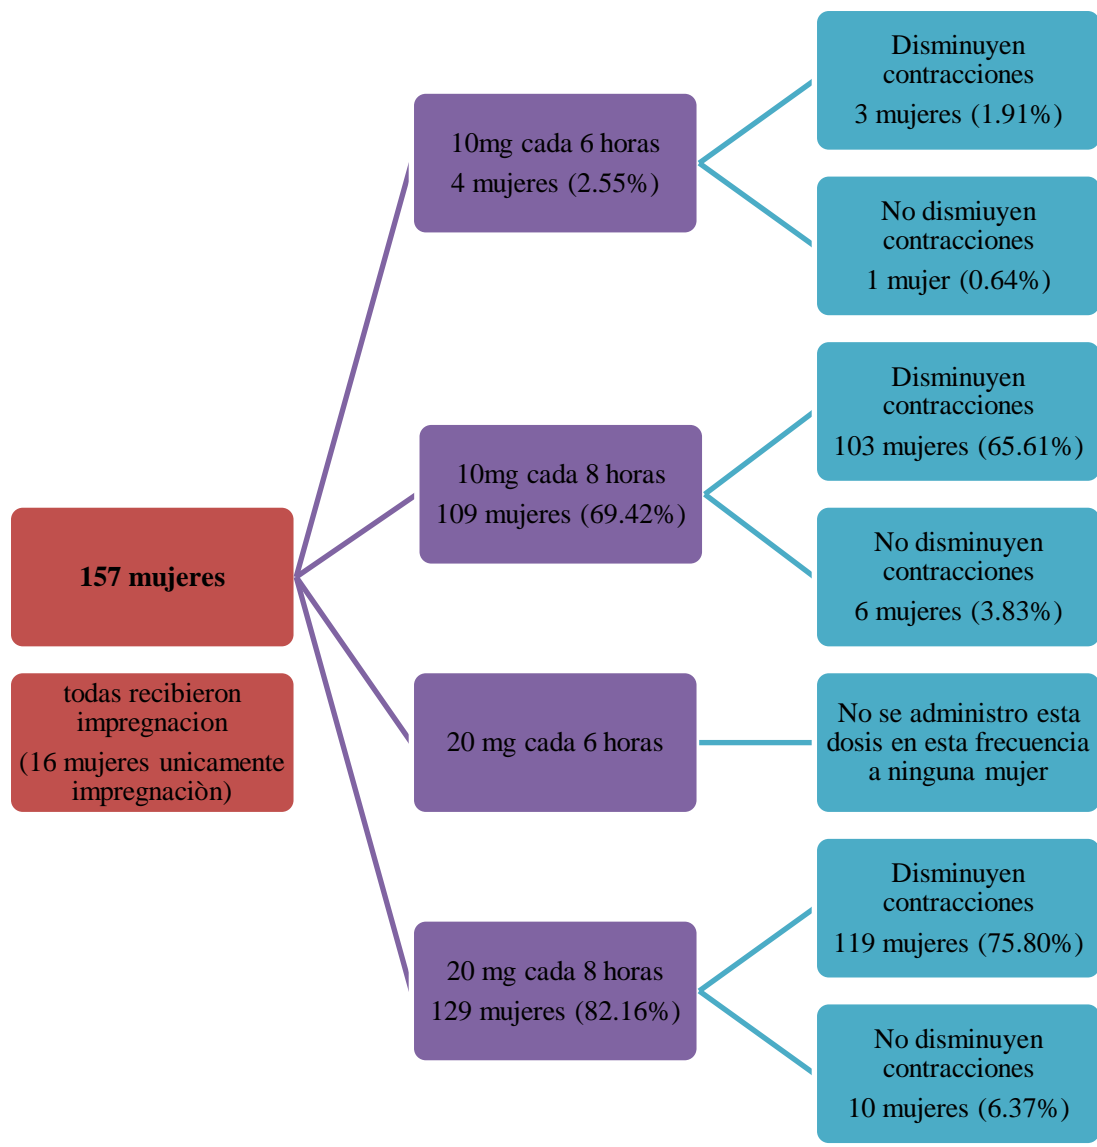 157 mujeres
todas recibieron
impregnacion
(16 mujeres unicamente
impregnaciòn)
10mg cada 6 horas
4 mujeres (2.55%)
Disminuyen
contracciones
3 mujeres (1.91%)
No dismiuyen
contracciones
1 mujer (0.64%)
10mg cada 8 horas
109 mujeres (69.42%)
Disminuyen
contracciones
103 mujeres (65.61%)
No disminuyen
contracciones
6 mujeres (3.83%)
20 mg cada 6 horas
No se administro esta
dosis en esta frecuencia
a ninguna mujer
20 mg cada 8 horas
129 mujeres (82.16%)
Disminuyen
contracciones
119 mujeres (75.80%)
No disminuyen
contracciones
10 mujeres (6.37%)